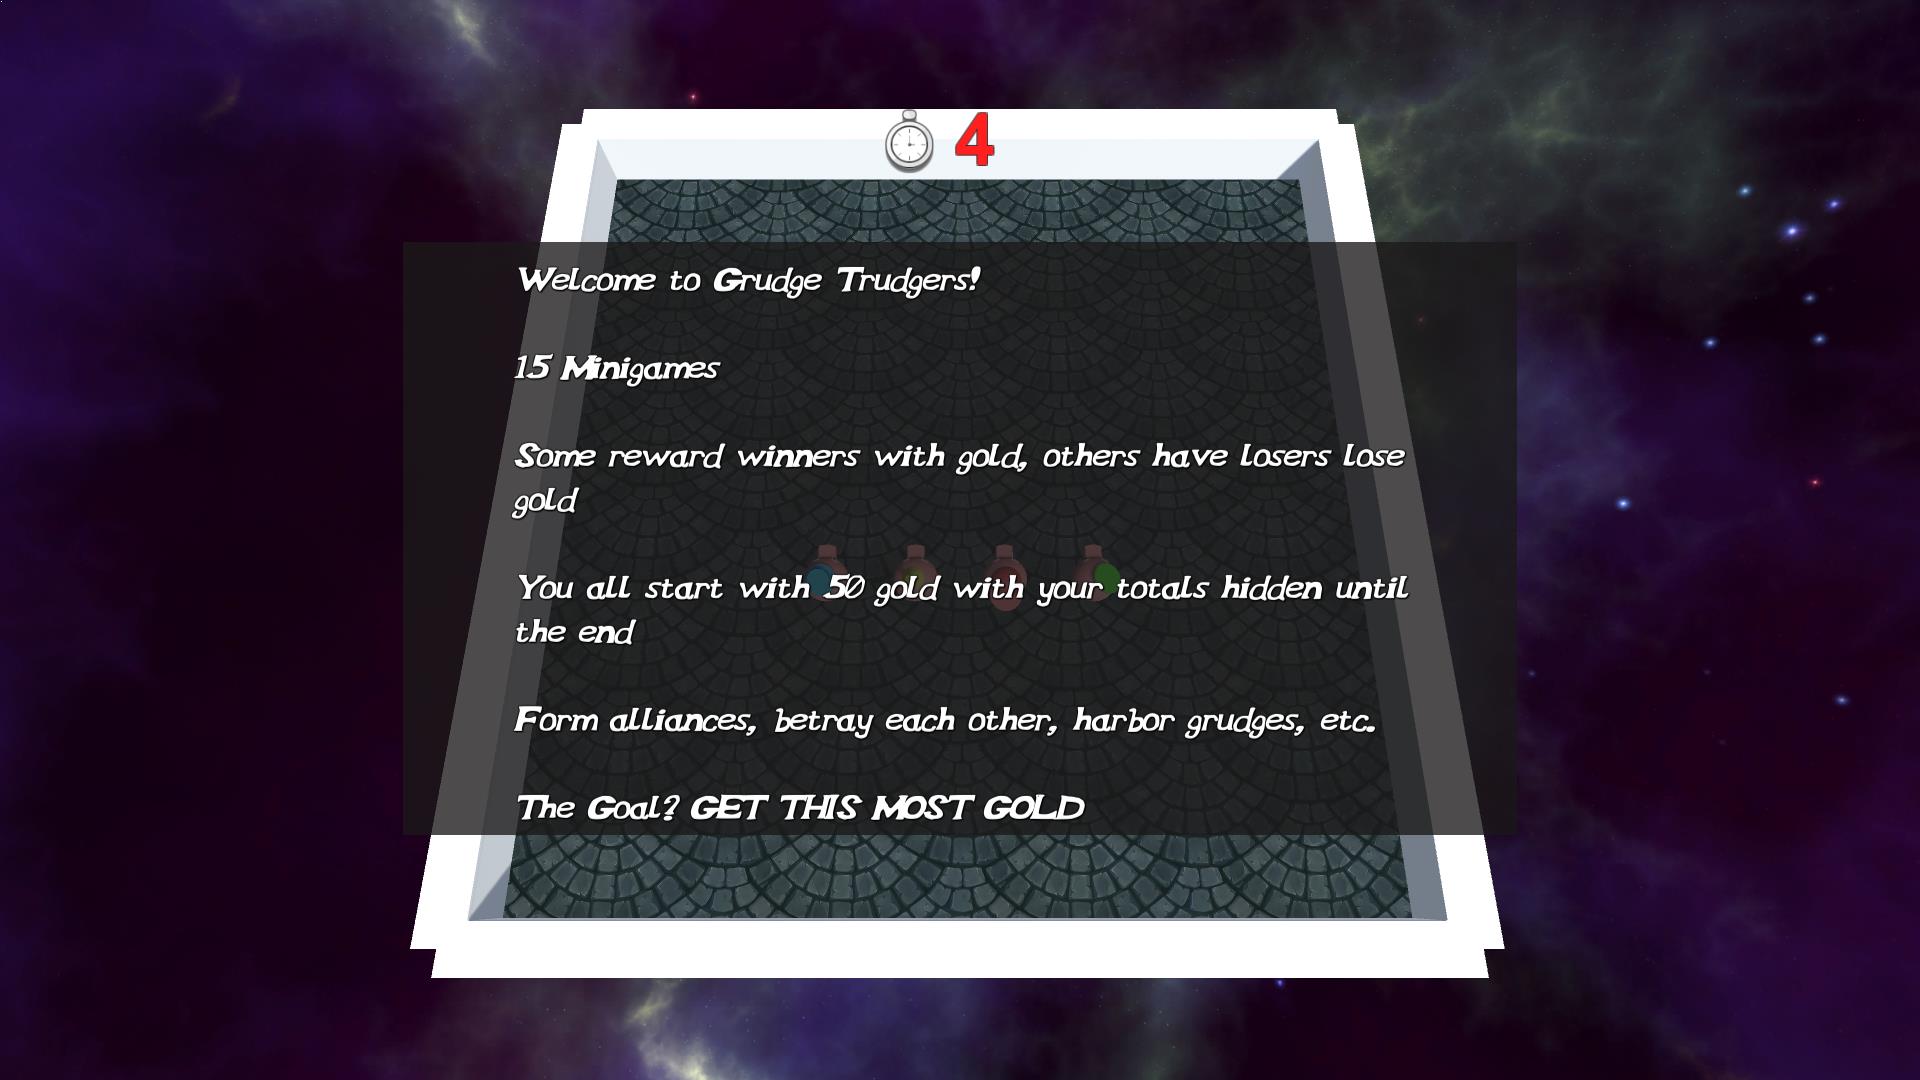 4
Welcome to Grudge Trudgers!
15 Minigames
Some reward winners with gold, others have losers lose
gold
You all start with 50 gold with your totals hidden until
the end
Form alliances, betray each other, harbor grudges, etc.
The Goal? GET THIS MOST GOLD